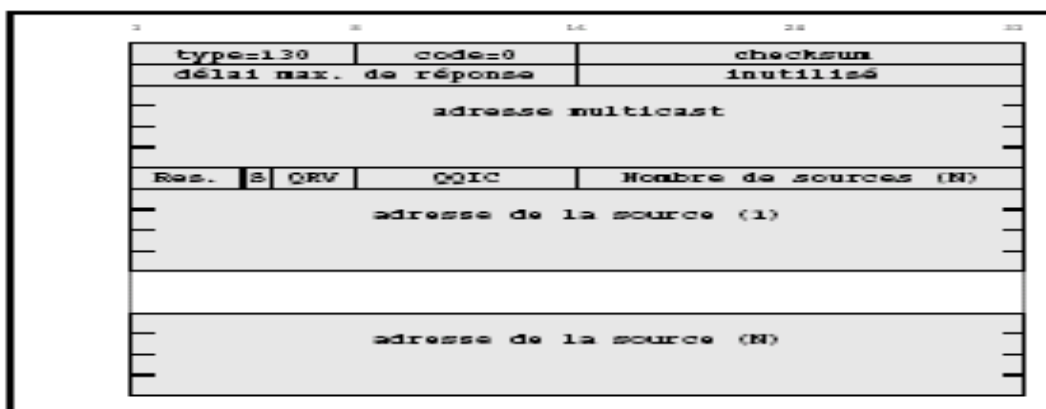 type=130 code=0 checksum
délai max. de réponse inutilisé
adresse multicast
Res. S QRV QQIC Nombre de sources (N)
adresse de la source (1)
adresse de la source (N)